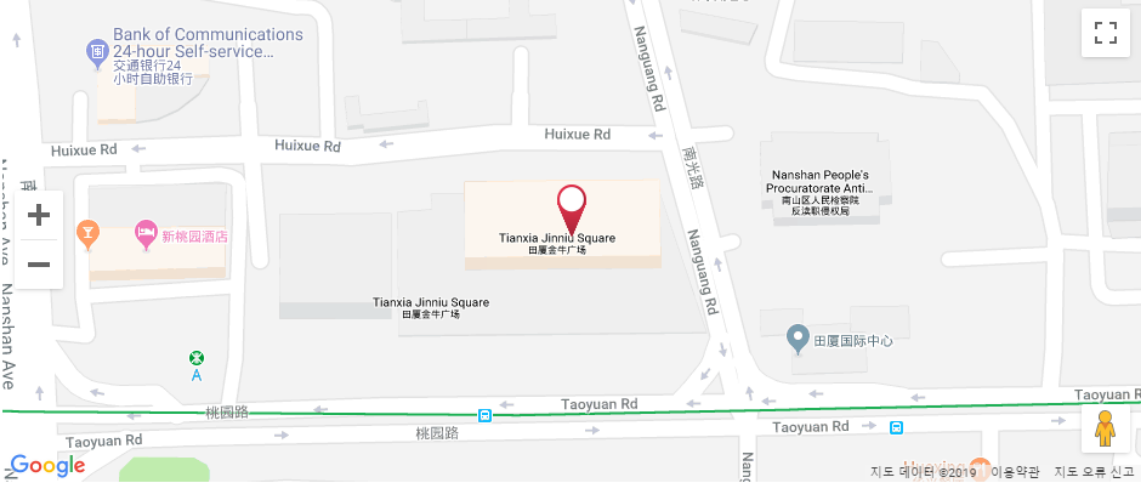 Bank of Communications
24-hour Self-service...
交通银行24
小时自助银行
Nanguang Rd
Huixue Rd
Huixue Rd
Huixue Rd
南光路
Nanshan People's
Procuratorate Anti...
南山区人民检察院
反渎职侵权局
Nanshan Ave
南
新桃园酒店
Tianxia Jinniu Square
田厦金牛广场
Nanguang Rd
Tianxia Jinniu Square
田厦金牛广场
Nanshan Ave
田厦国际中心
A
桃园路
Taoyuan Rd
Taoyuan R
Taoyuan Rd
桃园路
Taoyuan Rd
Nan
Google
Huaxing
지도 데이터 ©2019
이용약관
지도 오류 신고